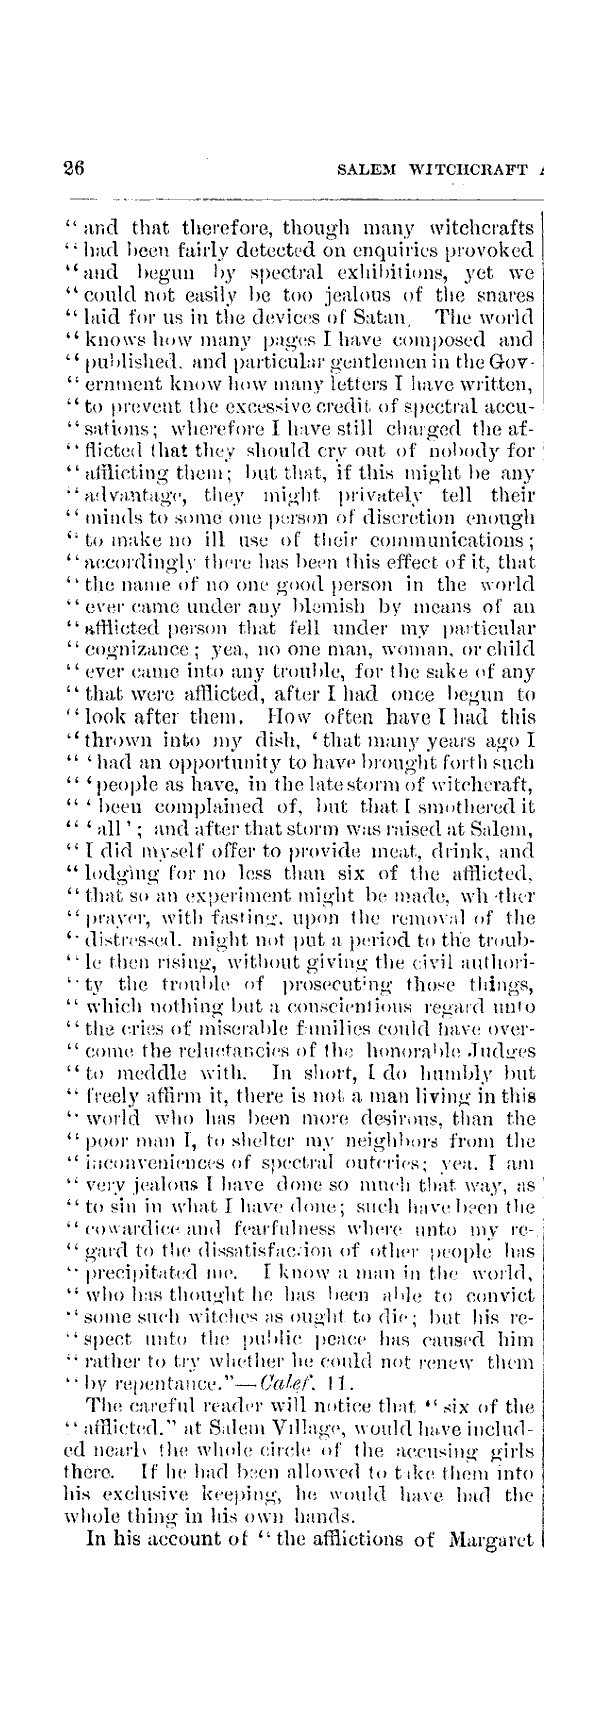 26 SALEM WITCHCRAFT
“ and that therefore, though many witchcrafts
“ had been fairly detected on enquiries provoked
“ and begun by spectral exhibitions, yet we
“ could not easily be too jealous of the snares
“ laid for us in the devices of Satan. The world
“ knows how many pages I have composed and
“ published, and particular gentlemen in the Gov-
“ ernment know how many letters I have written,
“ to prevent the excessive credit of spectral accu-
“ sations; wherefore I have still charged the af-
“ flicted that they should cry out of nobody for
“ afflicting them; but that, if this might be any
“ advantage, they might privately tell their
“ minds to some one person of discretion enough
“ to make no ill use of their communications;
“ accordingly there has been this effect of it, that
“ the name of no one good person in the world
“ ever came under any blemish by means of an
“ afflicted person that fell under my particular
“ cognizance; yea, no one man, woman, or child
“ ever came into any trouble, for the sake of any
“ that were afflicted, after I had once begun to
“ look after them. How often have I had this
“ thrown into my dish, ‘ that many years ago I
“ ‘ had an opportunity to have brought forth such
“ ‘ people as have, in the late storm of witchcraft,
“ ‘ been complained of, but that I smothered it
“ ‘ all ’; and after that storm was raised at Salem,
“ I did myself offer to provide meat, drink, and
“ lodging for no less than six of the afflicted,
“ that so an experiment might be made, wh ther
“ prayer, with fasting, upon the removal of the
“ distressed, might not put a period to the troub-
“ le then rising, without giving the civil authori-
“ ty the trouble of prosecuting those things,
“ which nothing but a conscientious regard unto
“ the cries of miserable families could have over-
“ come the reluctancies of the honorable Judges
“ to meddle with. In short, I do humbly but
“ freely affirm it, there is not a man living in this
“ world who has been more desirous, than the
“ poor man I, to shelter my neighbors from the
“ inconveniences of spectral outcries; yea, I am
“ very jealous I have done so much that way, as
“ to sin in what I have done; such have been the
“ cowardice and fearfulness where unto my re-
“ gard to the dissatisfaction of other people has
“ precipitated me. I know a man in the world,
“ who has thought he has been able to convict
“ some such witches as ought to die; but his re-
“ spect unto the public peace has caused him
“ rather to try whether he could not renew them
“ by repentance.”—Calef, 11.
The careful reader will notice that “ six of the
“ afflicted,” at Salem Village, would have includ-
ed nearly the whole circle of the accusing girls
there. If he had been allowed to take them into
his exclusive keeping, he would have had the
whole thing in his own hands.
In his account of “ the afflictions of Margaret